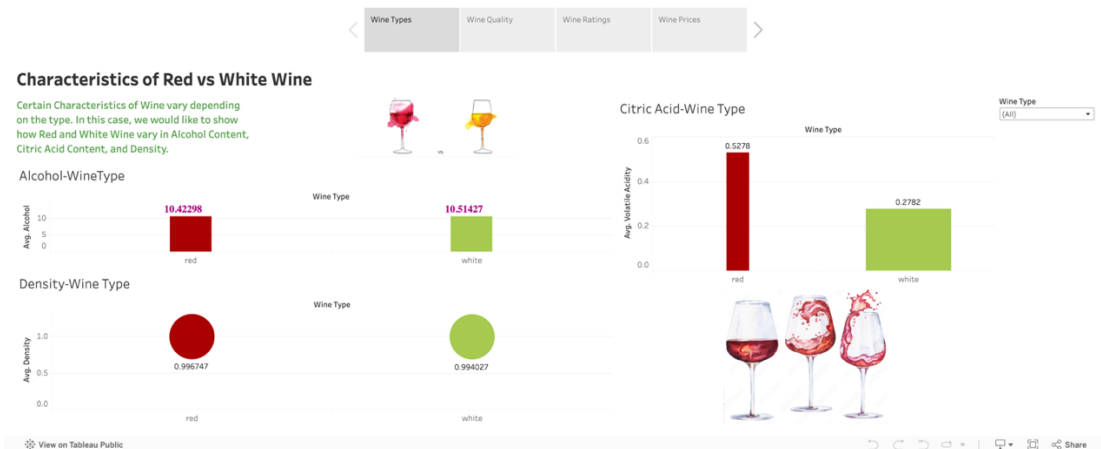 Wine Types
Wine Quality
Wine Ratings
Wine Prices
Characteristics of Red vs White Wine
Certain Characteristics of Wine vary depending
on the type. In this case, we would like to show
how Red and White Wine vary in Alcohol Content,
Citric Acid Content, and Density.
vs
Alcohol-WineType
Wine Type
Avg. Alcohol
10
5
0
10.42298
10.51427
red
white
Density-Wine Type
Wine Type
Avg. Density
1.0
0.5
0.0
0.996747
0.994027
red
white
Citric Acid-Wine Type
Wine Type
Avg. Volatile Acidity
0.6
0.4
0.2
0.0
0.5278
0.2782
red
white
Wine Type
(All)
View on Tableau Public
Share